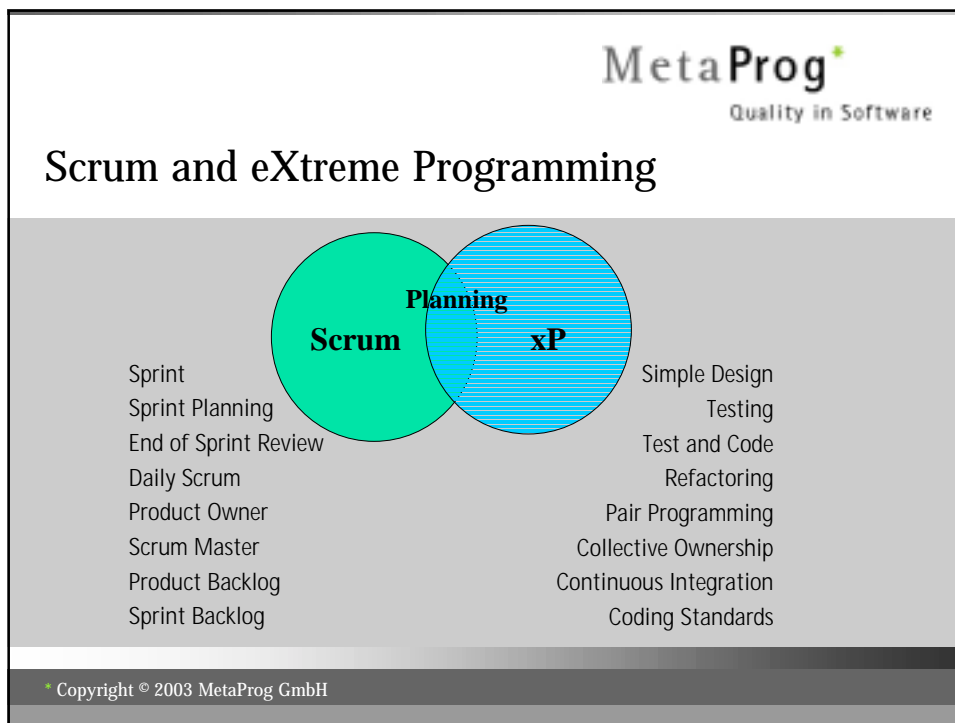 MetaProg*
Quality in Software
Scrum and eXtreme Programming
Planning
Scrum
xP
Sprint
Sprint Planning
End of Sprint Review
Daily Scrum
Product Owner
Scrum Master
Product Backlog
Sprint Backlog
Simple Design
Testing
Test and Code
Refactoring
Pair Programming
Collective Ownership
Continuous Integration
Coding Standards
* Copyright © 2003 MetaProg GmbH